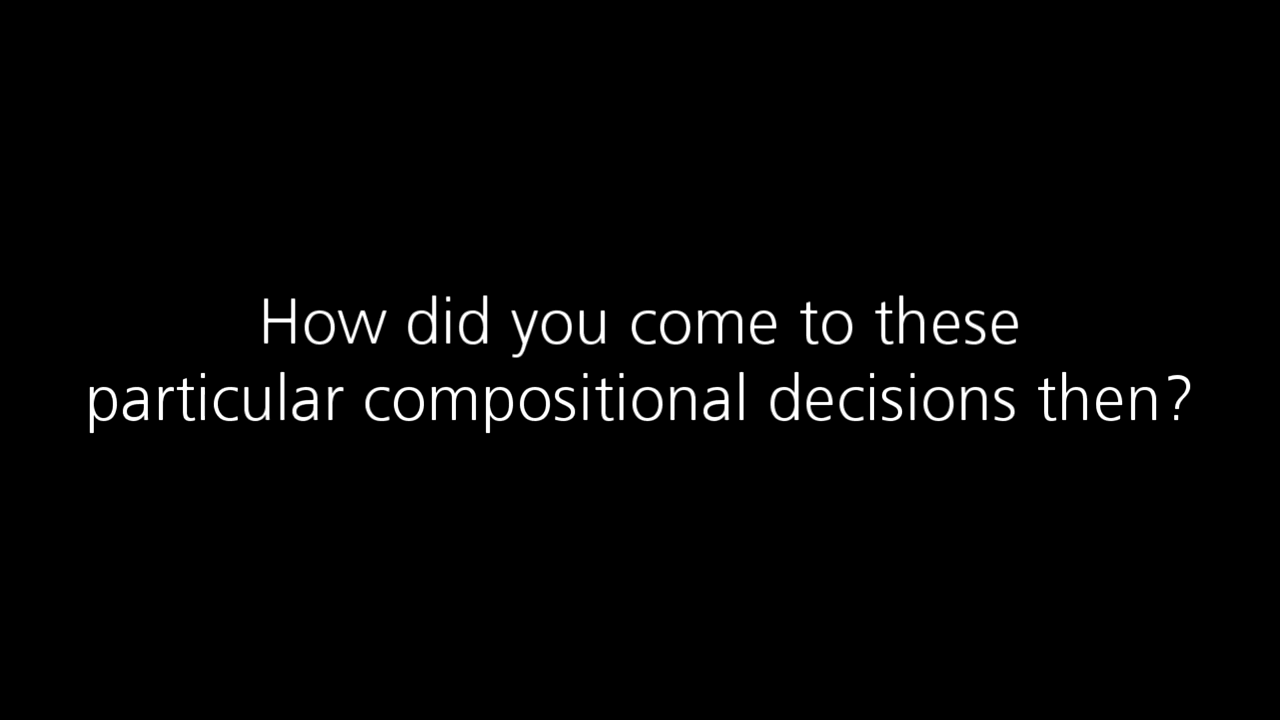 How did you come to these
particular compositional decisions then?